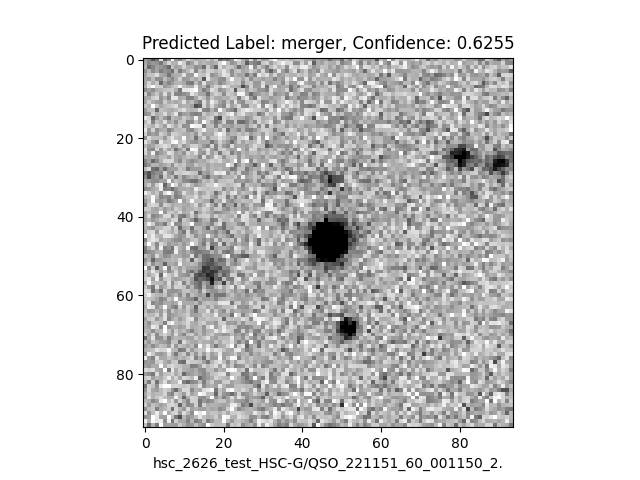 Predicted Label: merger, Confidence: 0.6255
0
20
40
60
80
0 20 40 60 80
hsc_2626_test_HSC-G/QSO_221151_60_001150_2.